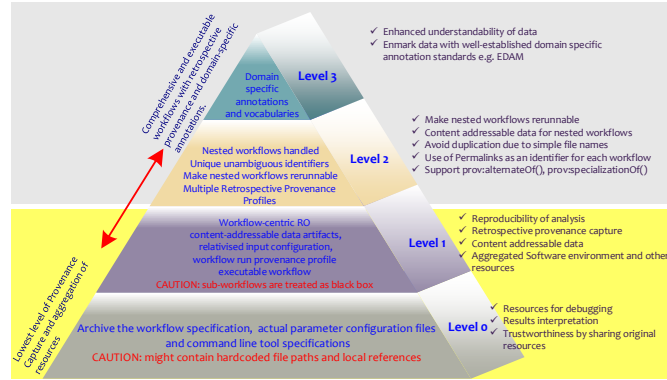 Comprehensive and executable
workflows with retrospective
provenance and domain-specific
annotations.
Lowest level of Provenance
Capture and aggregation of
resources
Domain
specific
annotations
and vocabularies
Level 3
Enhanced understandability of data
Enmark data with well-established domain specific
annotation standards e.g. EDAM
Nested workflows handled
Unique unambiguous identifiers
Make nested workflows rerunnable
Multiple Retrospective Provenance
Profiles
Level 2
Make nested workflows rerunnable
Content addressable data for nested workflows
Avoid duplication due to simple file names
Use of Permalinks as an identifier for each workflow
Support prov:alternateOf(), prov:specializationOf()
Workflow-centric RO
content-addressable data artifacts,
relativised input configuration,
workflow run provenance profile
executable workflow
CAUTION: sub-workflows are treated as black box
Level 1
Reproducibility of analysis
Retrospective provenance capture
Content addressable data
Aggregated Software environment and other
resources
Archive the workflow specification, actual parameter configuration files
and command line tool specifications
CAUTION: might contain hardcoded file paths and local references
Level 0
Resources for debugging
Results interpretation
Trustworthiness by sharing original
resources